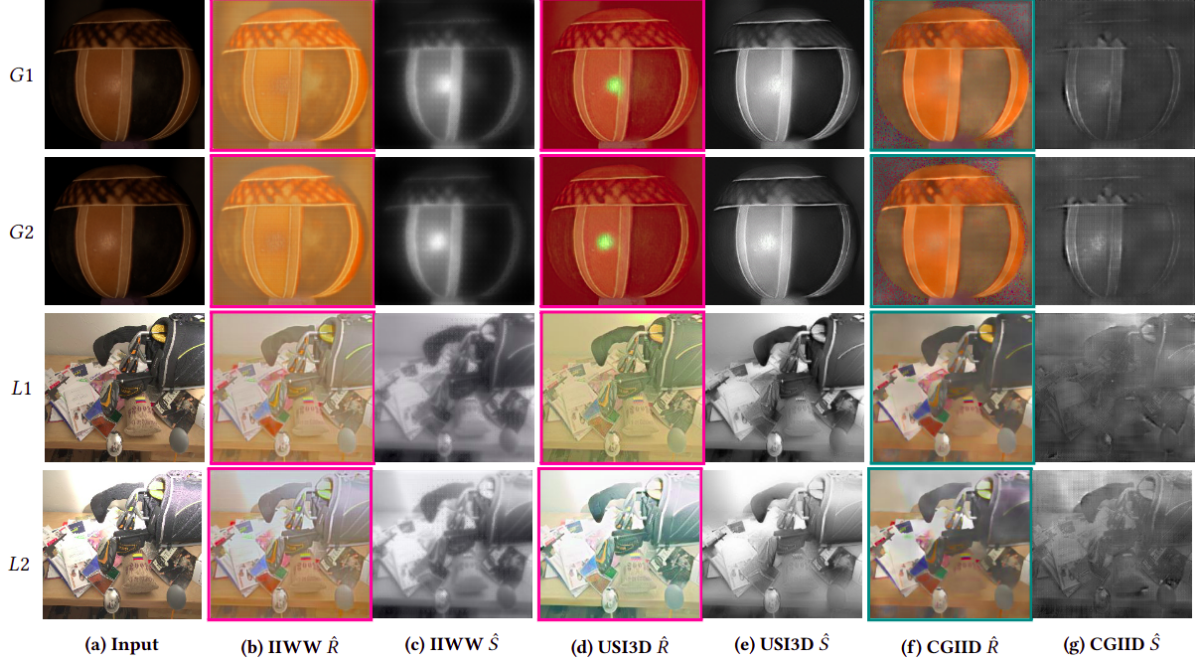 G1
G2
L1
L2
(a) Input (b) IIWW R̂ (c) IIWW Ŝ (d) USI3D R̂ (e) USI3D Ŝ (f) CGIID R̂ (g) CGIID Ŝ